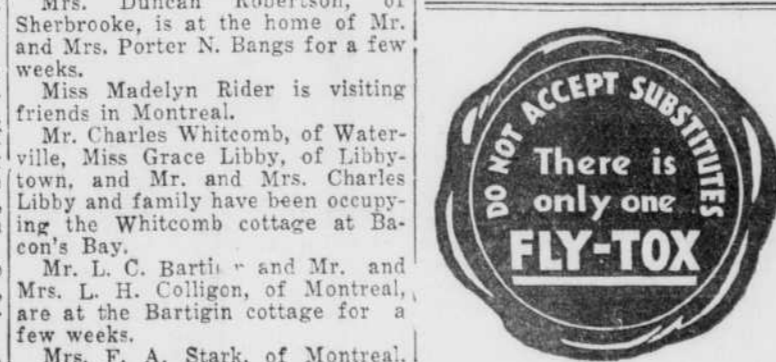 Mrs. Duncan Robertson, of
Sherbrooke, is at the home of Mr.
and Mrs. Porter N. Bangs for a few
weeks.
Miss Madelyn Rider is visiting
friends in Montreal.
Mr. Charles Whitcomb, of Water-
ville, Miss Grace Libby, of Libby-
town, and Mr. and Mrs. Charles
Libby and family have been occupy-
ing the Whitcomb cottage at Ba-
con's Bay.
Mr. L. C. and Mr. and
Mrs. L. H. Colligon, of Montreal,
are at the Bartigin cottage for a
few weeks.
Mrs. F. A. Stark, of Montreal,
DO NOT ACCEPT SUBSTITUTES
There is
only one
FLY-TOX